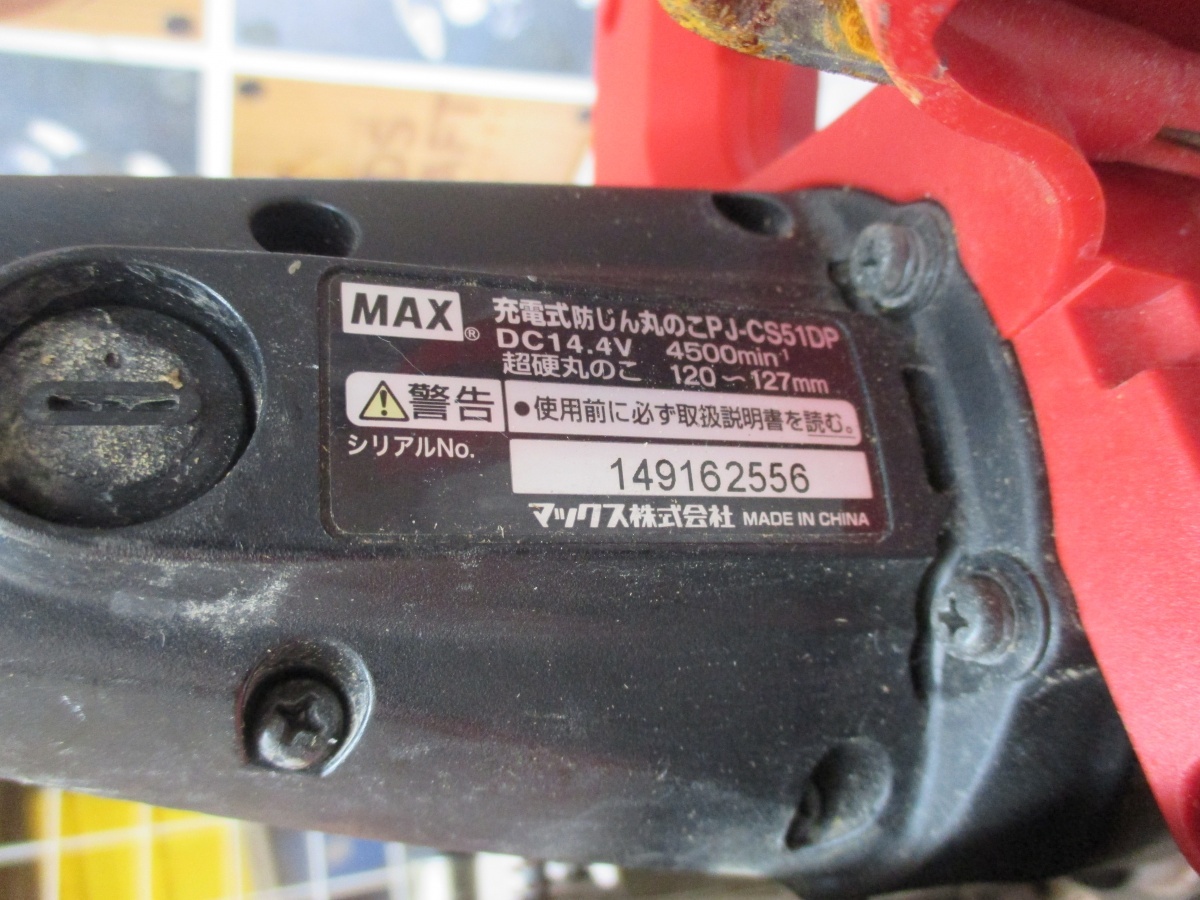 MAX®
充電式防じん丸のこPJ-CS51DP
DC14.4V 4500min⁻¹
超硬丸のこ 120～127mm
警告 ●使用前に必ず取扱説明書を読む。
シリアルNo.
149162556
マックス株式会社 MADE IN CHINA